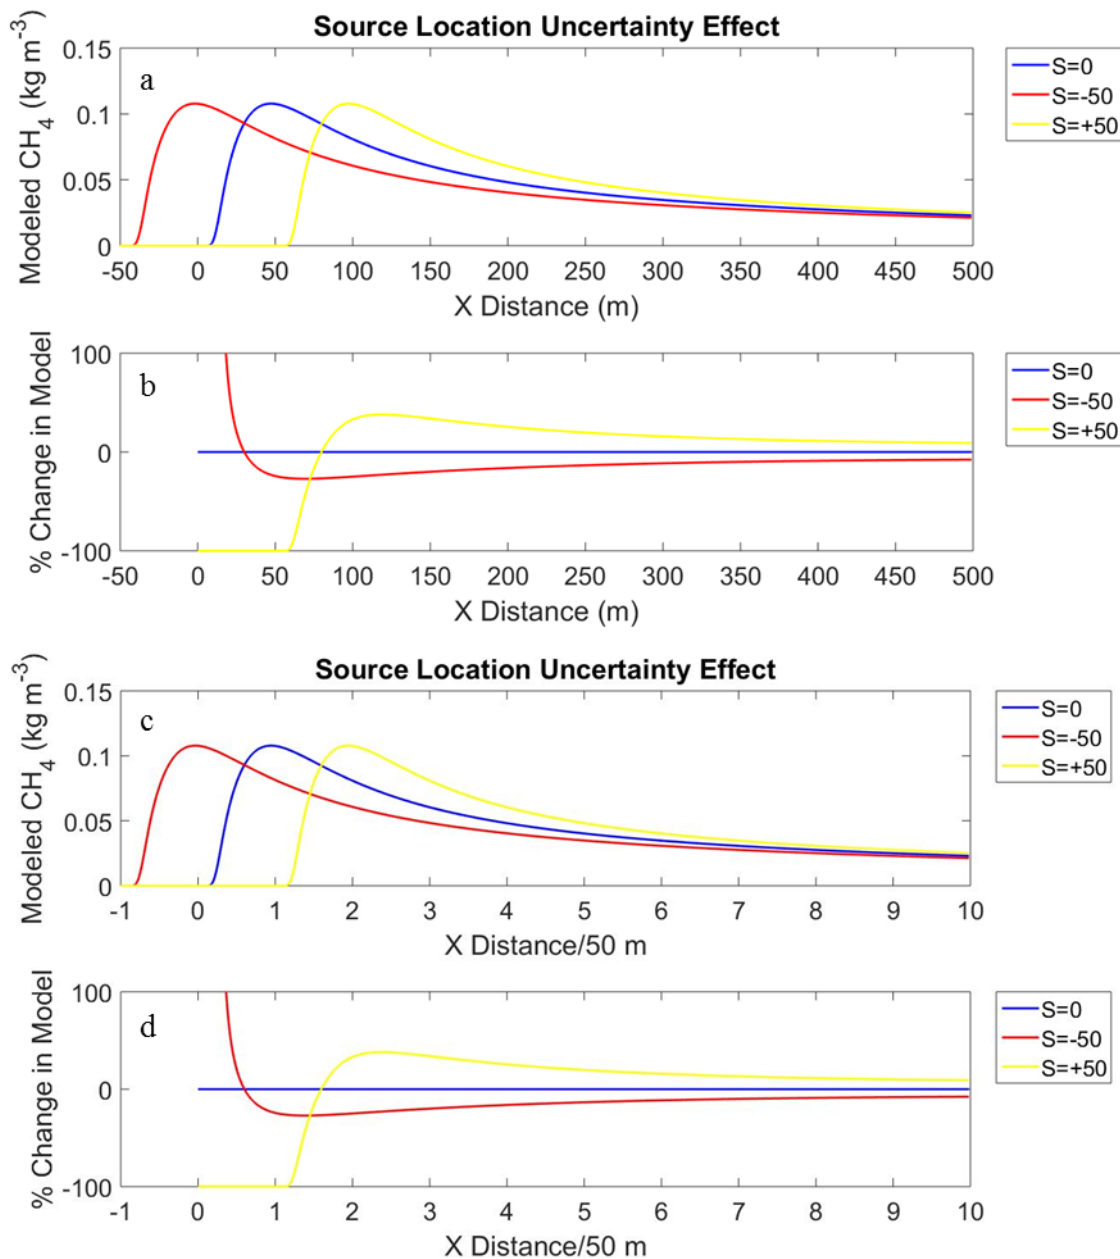 Source Location Uncertainty Effect
Modeled CH4 (kg m-3)
a
0.15
0.1
0.05
0
-50 0 50 100 150 200 250 300 350 400 450 500
X Distance (m)
S=0
S=-50
S=+50
% Change in Model
b
100
0
-100
-50 0 50 100 150 200 250 300 350 400 450 500
X Distance (m)
S=0
S=-50
S=+50
Source Location Uncertainty Effect
Modeled CH4 (kg m-3)
c
0.15
0.1
0.05
0
-1 0 1 2 3 4 5 6 7 8 9 10
X Distance/50 m
S=0
S=-50
S=+50
% Change in Model
d
100
0
-100
-1 0 1 2 3 4 5 6 7 8 9 10
X Distance/50 m
S=0
S=-50
S=+50